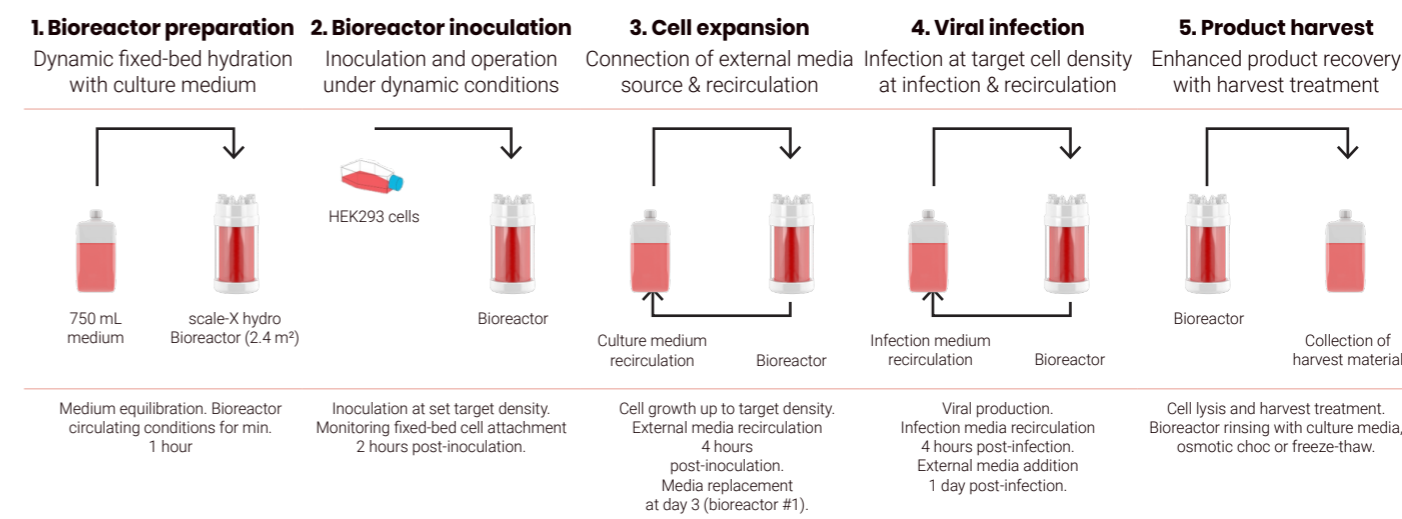 1. Bioreactor preparation
Dynamic fixed-bed hydration
with culture medium
2. Bioreactor inoculation
Inoculation and operation
under dynamic conditions
3. Cell expansion
Connection of external media
source & recirculation
4. Viral infection
Infection at target cell density
at infection & recirculation
5. Product harvest
Enhanced product recovery
with harvest treatment
750 mL
medium
scale-X hydro
Bioreactor (2.4 m²)
HEK293 cells
Bioreactor
Culture medium
recirculation
Bioreactor
Infection medium
recirculation
Bioreactor
Bioreactor
Collection of
harvest material
Medium equilibration. Bioreactor
circulating conditions for min.
1 hour
Inoculation at set target density.
Monitoring fixed-bed cell attachment
2 hours post-inoculation.
Cell growth up to target density.
External media recirculation
4 hours
post-inoculation.
Media replacement
at day 3 (bioreactor #1).
Viral production.
Infection media recirculation
4 hours post-infection.
External media addition
1 day post-infection.
Cell lysis and harvest treatment.
Bioreactor rinsing with culture media,
osmotic choc or freeze-thaw.